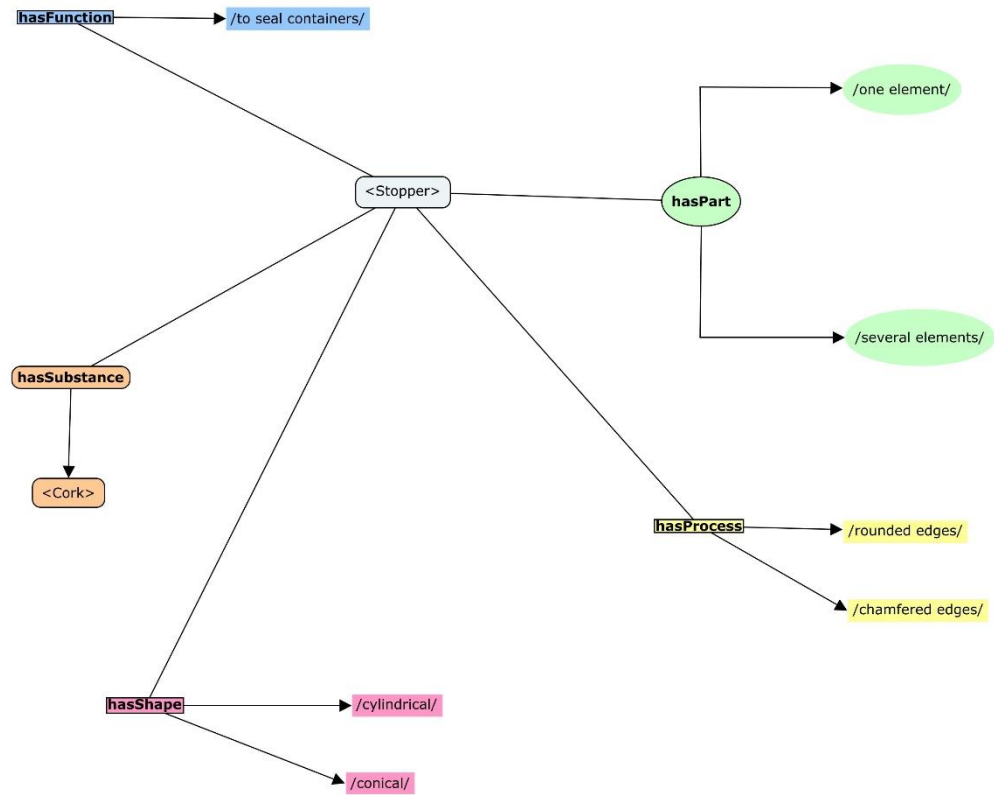 hasFunction
/to seal containers/
/one element/
<Stopper>
hasPart
/several elements/
hasSubstance
<Cork>
hasProcess
/rounded edges/
/chamfered edges/
hasShape
/cylindrical/
/conical/